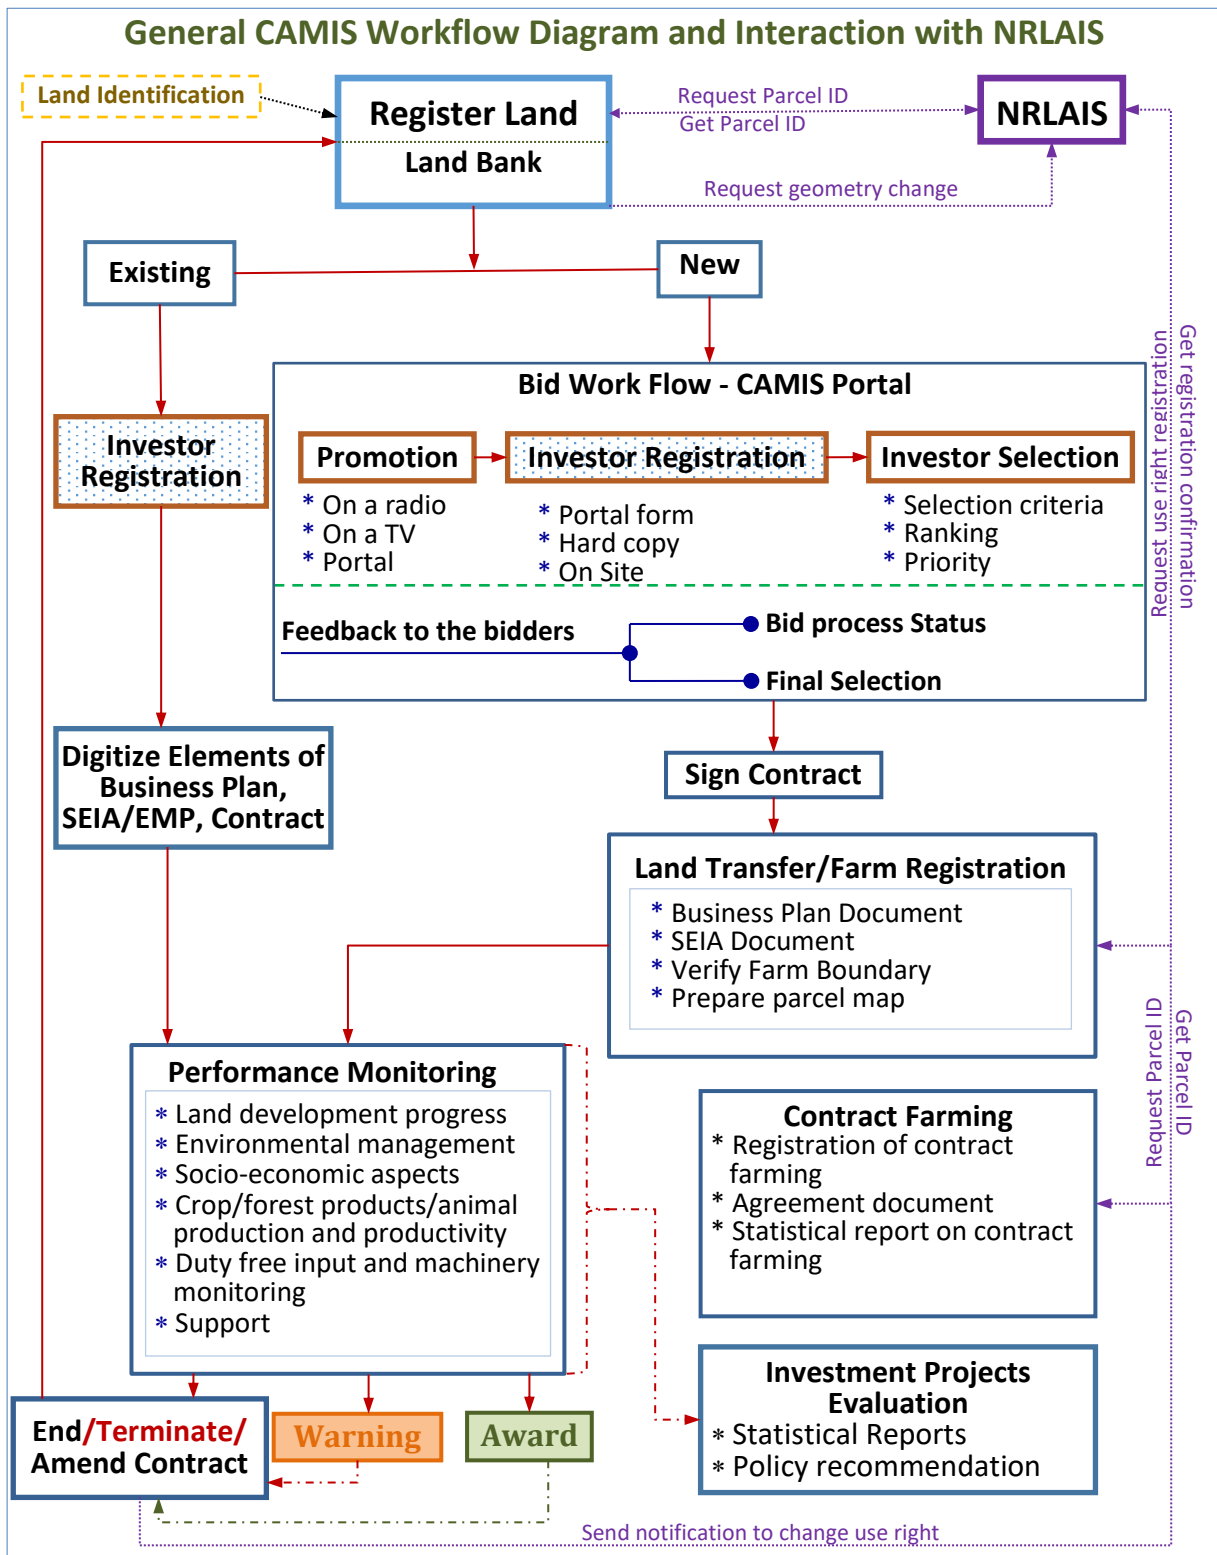 General CAMIS Workflow Diagram and Interaction with NRLAIS
Land Identification
Register Land
Land Bank
Request Parcel ID
Get Parcel ID
NRLAIS
Request geometry change
Existing
New
Bid Work Flow - CAMIS Portal
Investor
Registration
Promotion
* On a radio
* On a TV
* Portal
Investor Registration
* Portal form
* Hard copy
* On Site
Investor Selection
* Selection criteria
* Ranking
* Priority
Feedback to the bidders
Bid process Status
Final Selection
Request use right registration
Get registration confirmation
Digitize Elements of
Business Plan,
SEIA/EMP, Contract
Sign Contract
Land Transfer/Farm Registration
* Business Plan Document
* SEIA Document
* Verify Farm Boundary
* Prepare parcel map
Request Parcel ID
Get Parcel ID
Performance Monitoring
* Land development progress
* Environmental management
* Socio-economic aspects
* Crop/forest products/animal
production and productivity
* Duty free input and machinery
monitoring
* Support
Contract Farming
* Registration of contract
farming
* Agreement document
* Statistical report on contract
farming
Investment Projects
Evaluation
* Statistical Reports
* Policy recommendation
End/Terminate/
Amend Contract
Warning
Award
Send notification to change use right